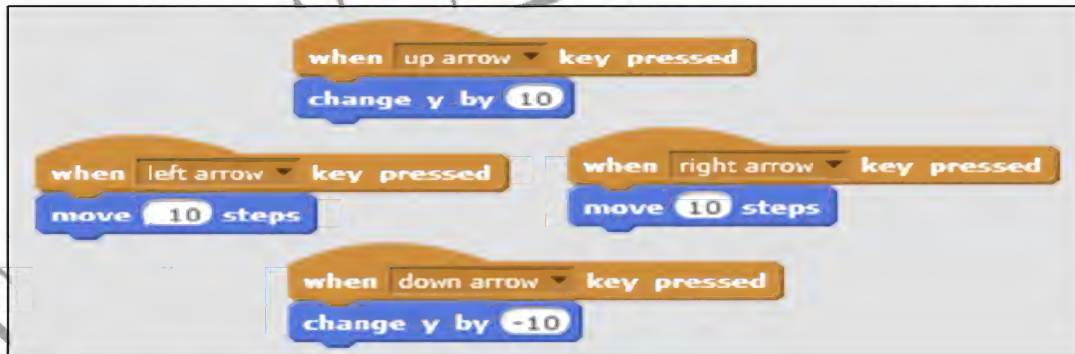 when up arrow key pressed
change y by 10
when left arrow key pressed
move 10 steps
when right arrow key pressed
move 10 steps
when down arrow key pressed
change y by -10